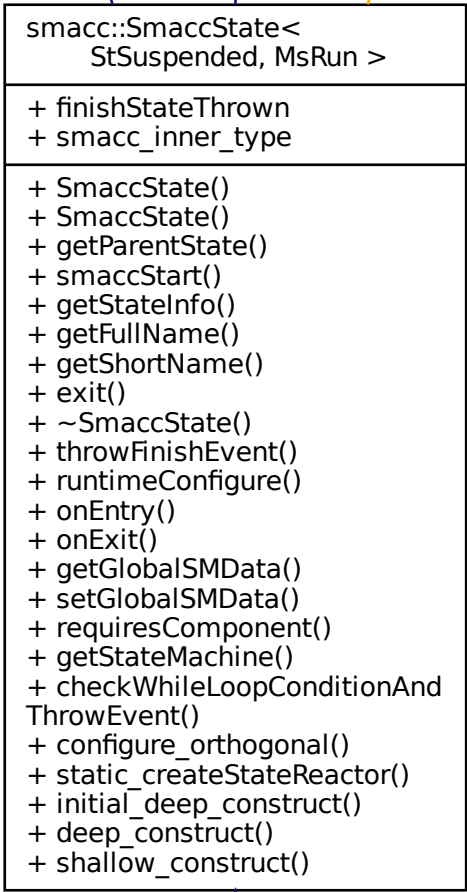 smacc::SmaccState<
StSuspended, MsRun >
+ finishStateThrown
+ smacc_inner_type
+ SmaccState()
+ SmaccState()
+ getParentState()
+ smaccStart()
+ getStateInfo()
+ getFullName()
+ getShortName()
+ exit()
+ ~SmaccState()
+ throwFinishEvent()
+ runtimeConfigure()
+ onEntry()
+ onExit()
+ getGlobalSMData()
+ setGlobalSMData()
+ requiresComponent()
+ getStateMachine()
+ checkWhileLoopConditionAnd
ThrowEvent()
+ configure_orthogonal()
+ static_createStateReactor()
+ initial_deep_construct()
+ deep_construct()
+ shallow_construct()